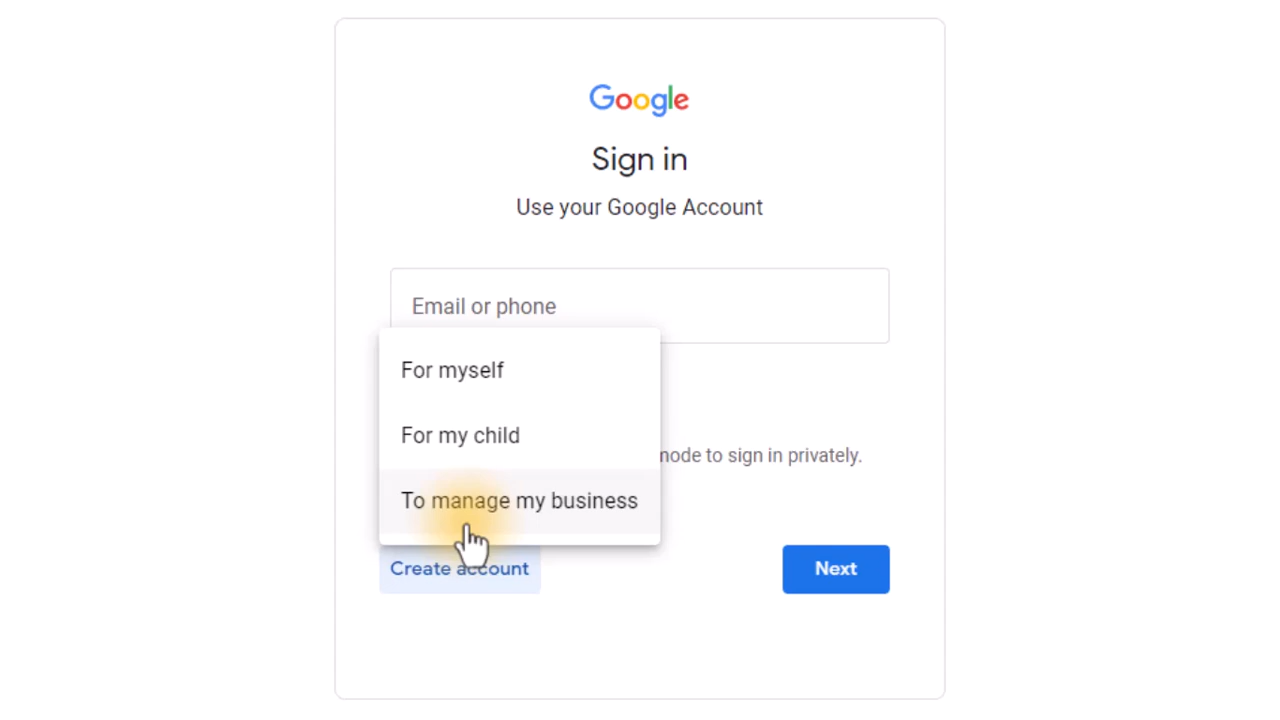 Google
Sign in
Use your Google Account
Email or phone
For myself
For my child
mode to sign in privately.
To manage my business
Create account
Next